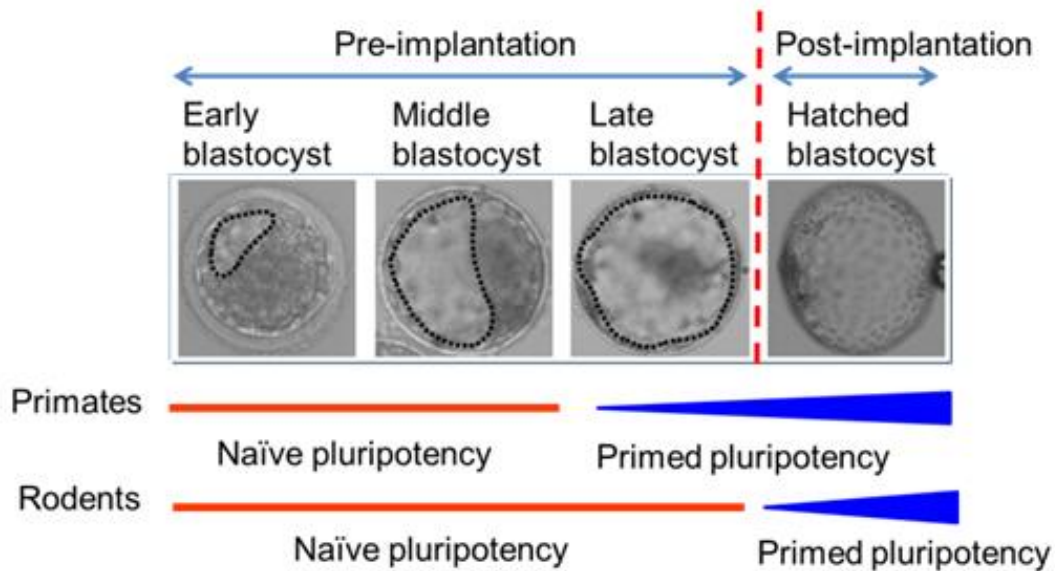 Pre-implantation
Post-implantation
Early
blastocyst
Middle
blastocyst
Late
blastocyst
Hatched
blastocyst
Primates
Naïve pluripotency
Primed pluripotency
Rodents
Naïve pluripotency
Primed pluripotency